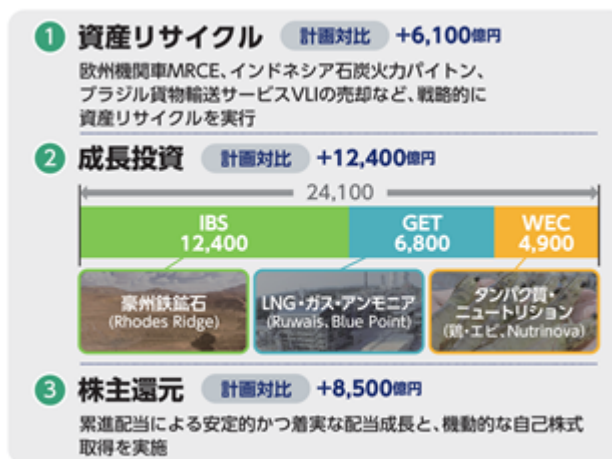 1 資産リサイクル 計画対比 +6,100億円
欧州機関車MRCE、インドネシア石炭火力パイトン、
ブラジル貨物輸送サービスVLIの売却など、戦略的に
資産リサイクルを実行
2 成長投資 計画対比 +12,400億円
24,100
IBS GET WEC
12,400 6,800 4,900
豪州鉄鉱石
(Rhodes Ridge)
LNG・ガス・アンモニア
(Ruwais、Blue Point)
タンパク質・
ニュートリション
(鶏・エビ、Nutrinova)
3 株主還元 計画対比 +8,500億円
累進配当による安定的かつ着実な配当成長と、機動的な自己株式
取得を実施